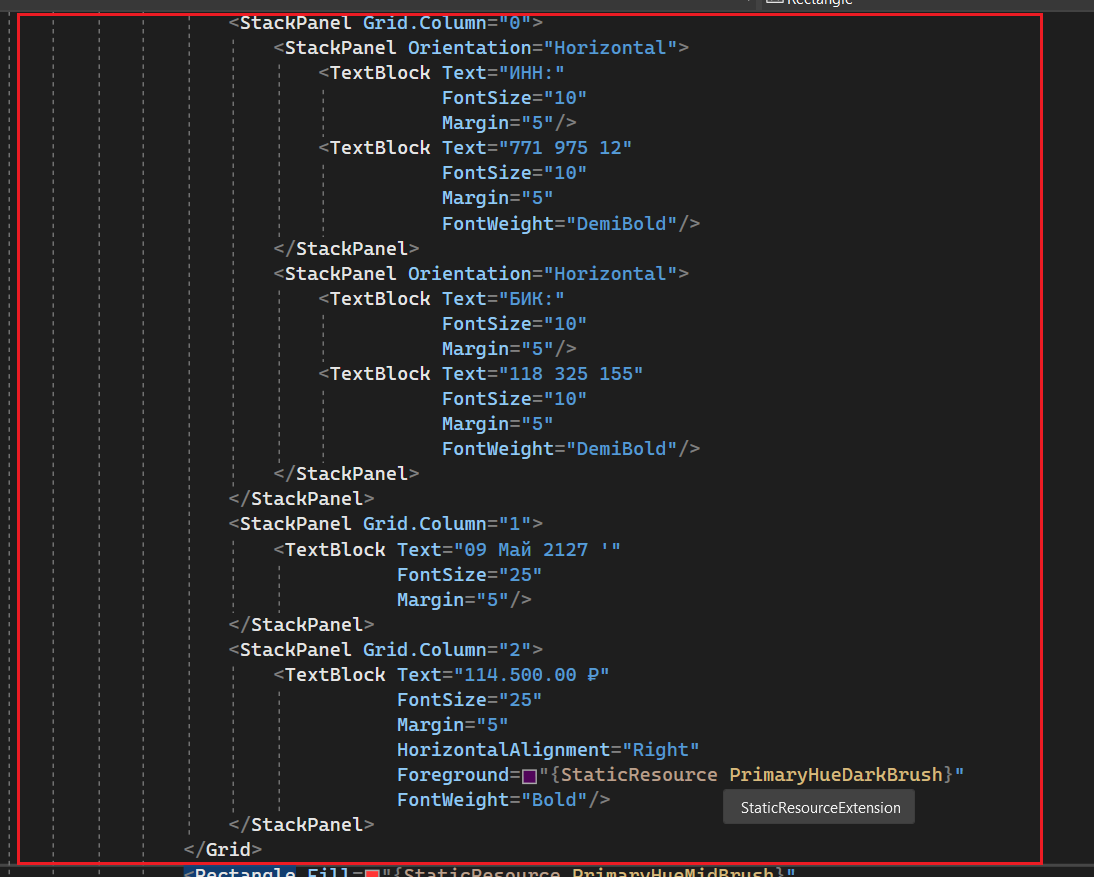 Rectangle
<StackPanel Grid.Column="0">
<StackPanel Orientation="Horizontal">
<TextBlock Text="ИНН:"
FontSize="10"
Margin="5"/>
<TextBlock Text="771 975 12"
FontSize="10"
Margin="5"
FontWeight="DemiBold"/>
</StackPanel>
<StackPanel Orientation="Horizontal">
<TextBlock Text="БИК:"
FontSize="10"
Margin="5"/>
<TextBlock Text="118 325 155"
FontSize="10"
Margin="5"
FontWeight="DemiBold"/>
</StackPanel>
</StackPanel>
<StackPanel Grid.Column="1">
<TextBlock Text="09 Май 2127 '"
FontSize="25"
Margin="5"/>
</StackPanel>
<StackPanel Grid.Column="2">
<TextBlock Text="114.500.00 ₽"
FontSize="25"
Margin="5"
HorizontalAlignment="Right"
Foreground="{StaticResource PrimaryHueDarkBrush}"
FontWeight="Bold"/>
StaticResourceExtension
</StackPanel>
</Grid>
<Rectangle Fill="{StaticResource PrimaryHueMidBrush}"